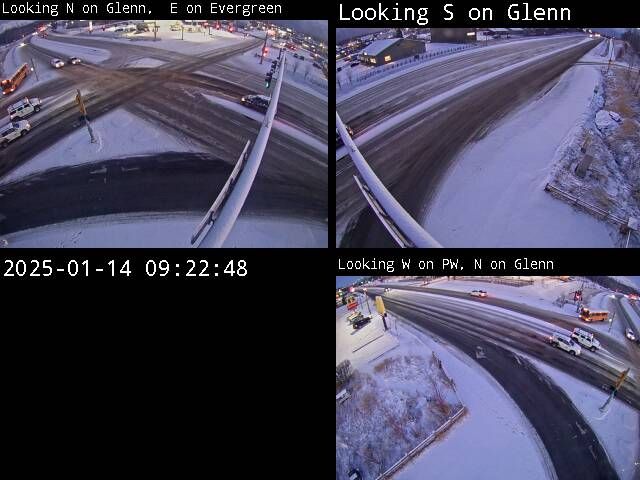 Looking N on Glenn, E on Evergreen
Looking S on Glenn
2025-01-14 09:22:48
Looking W on PW, N on Glenn